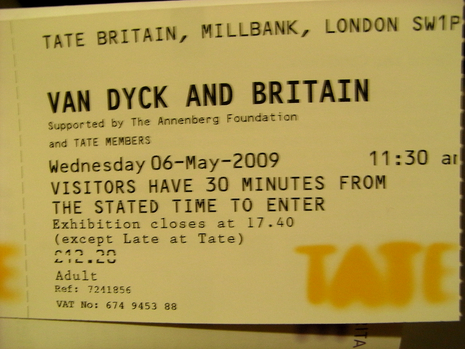 TATE BRITAIN, MILLBANK, LONDON SW1P
VAN DYCK AND BRITAIN
Supported by The Annenberg Foundation
and TATE MEMBERS
Wednesday 06-May-2009 11:30 am
VISITORS HAVE 30 MINUTES FROM
THE STATED TIME TO ENTER
Exhibition closes at 17.40
(except Late at Tate)
£12.20
Adult
Ref: 7241856
VAT No: 674 9453 88
TATE